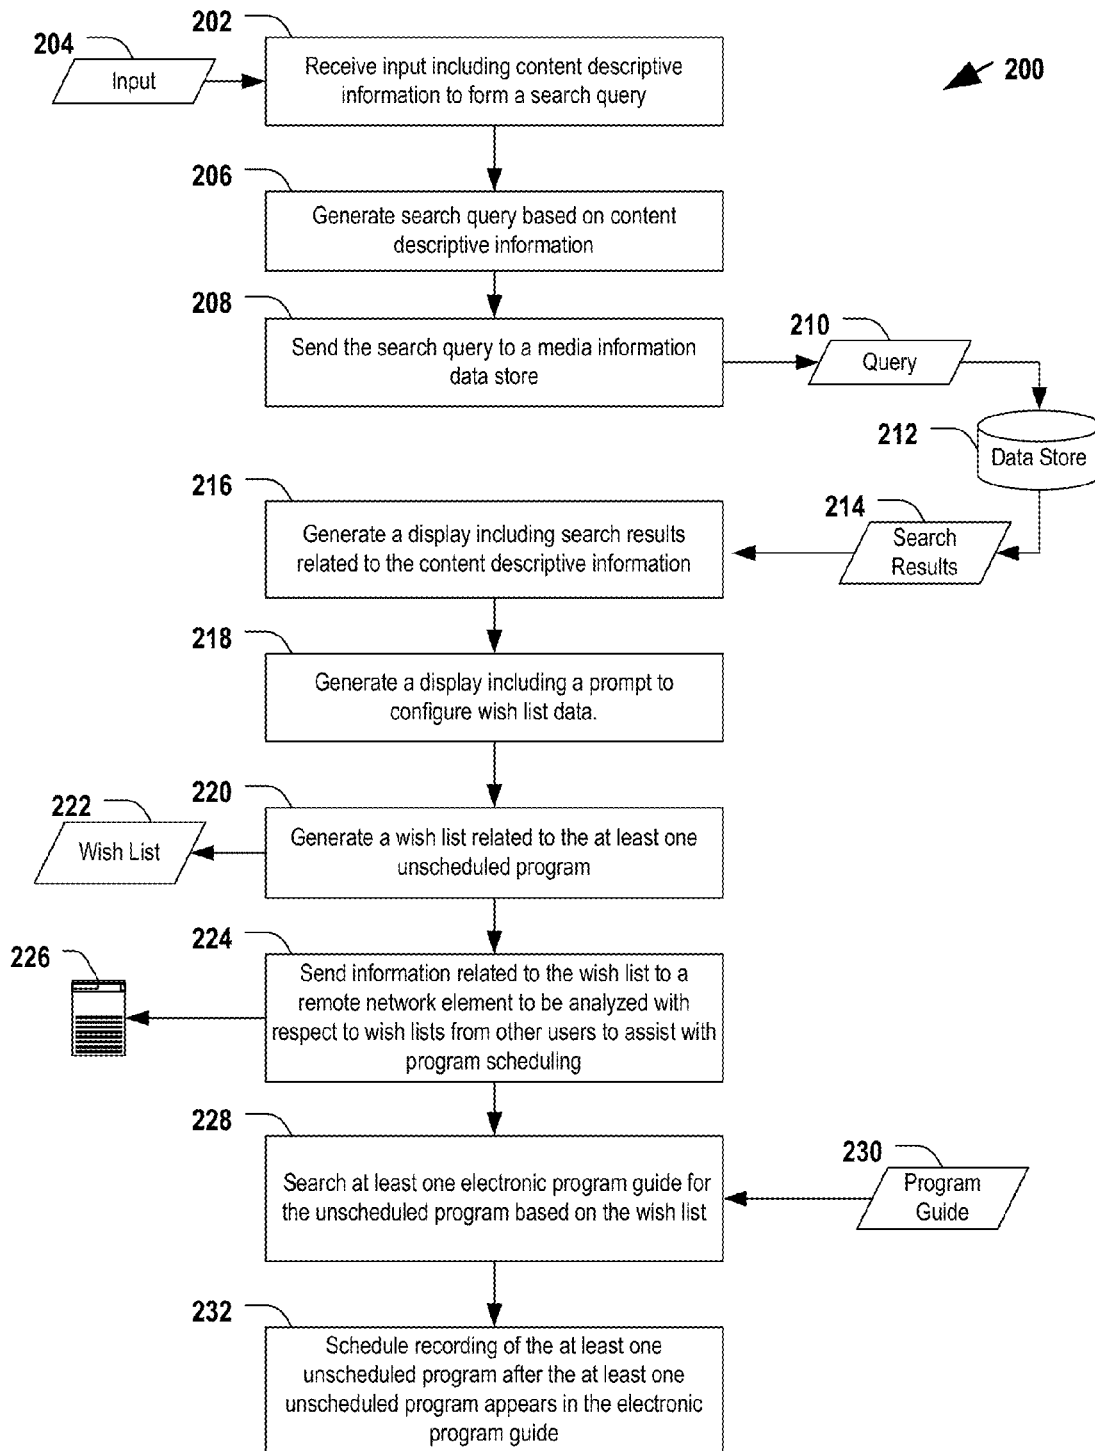 202
204
Input
Receive input including content descriptive
information to form a search query
200
206
Generate search query based on content
descriptive information
208
Send the search query to a media information
data store
210
Query
212
Data Store
216
Generate a display including search results
related to the content descriptive information
214
Search
Results
218
Generate a display including a prompt to
configure wish list data.
220
222
Wish List
Generate a wish list related to the at least one
unscheduled program
224
226
Send information related to the wish list to a
remote network element to be analyzed with
respect to wish lists from other users to assist with
program scheduling
228
Search at least one electronic program guide for
the unscheduled program based on the wish list
230
Program
Guide
232
Schedule recording of the at least one
unscheduled program after the at least one
unscheduled program appears in the electronic
program guide